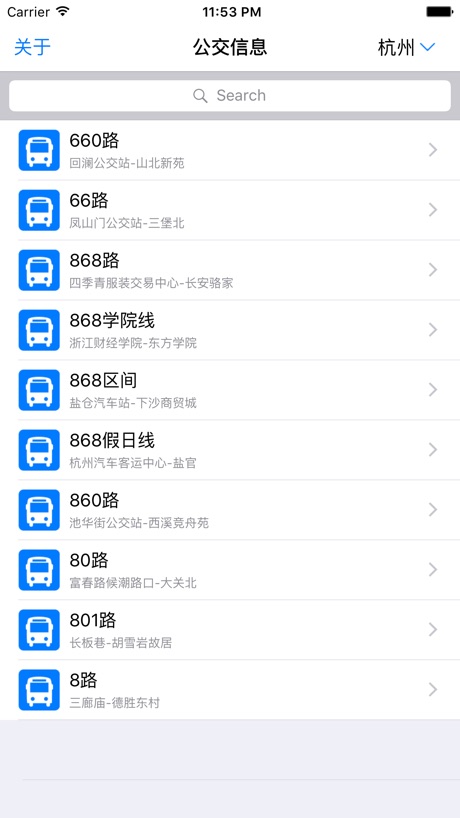 Carrier 11:53 PM
关于 公交信息 杭州
Search
660路
回澜公交站-山北新苑
66路
凤山门公交站-三堡北
868路
四季青服装交易中心-长安骆家
868学院线
浙江财经学院-东方学院
868区间
盐仓汽车站-下沙商贸城
868假日线
杭州汽车客运中心-盐官
860路
池华街公交站-西溪竞舟苑
80路
富春路候潮路口-大关北
801路
长板巷-胡雪岩故居
8路
三廊庙-德胜东村